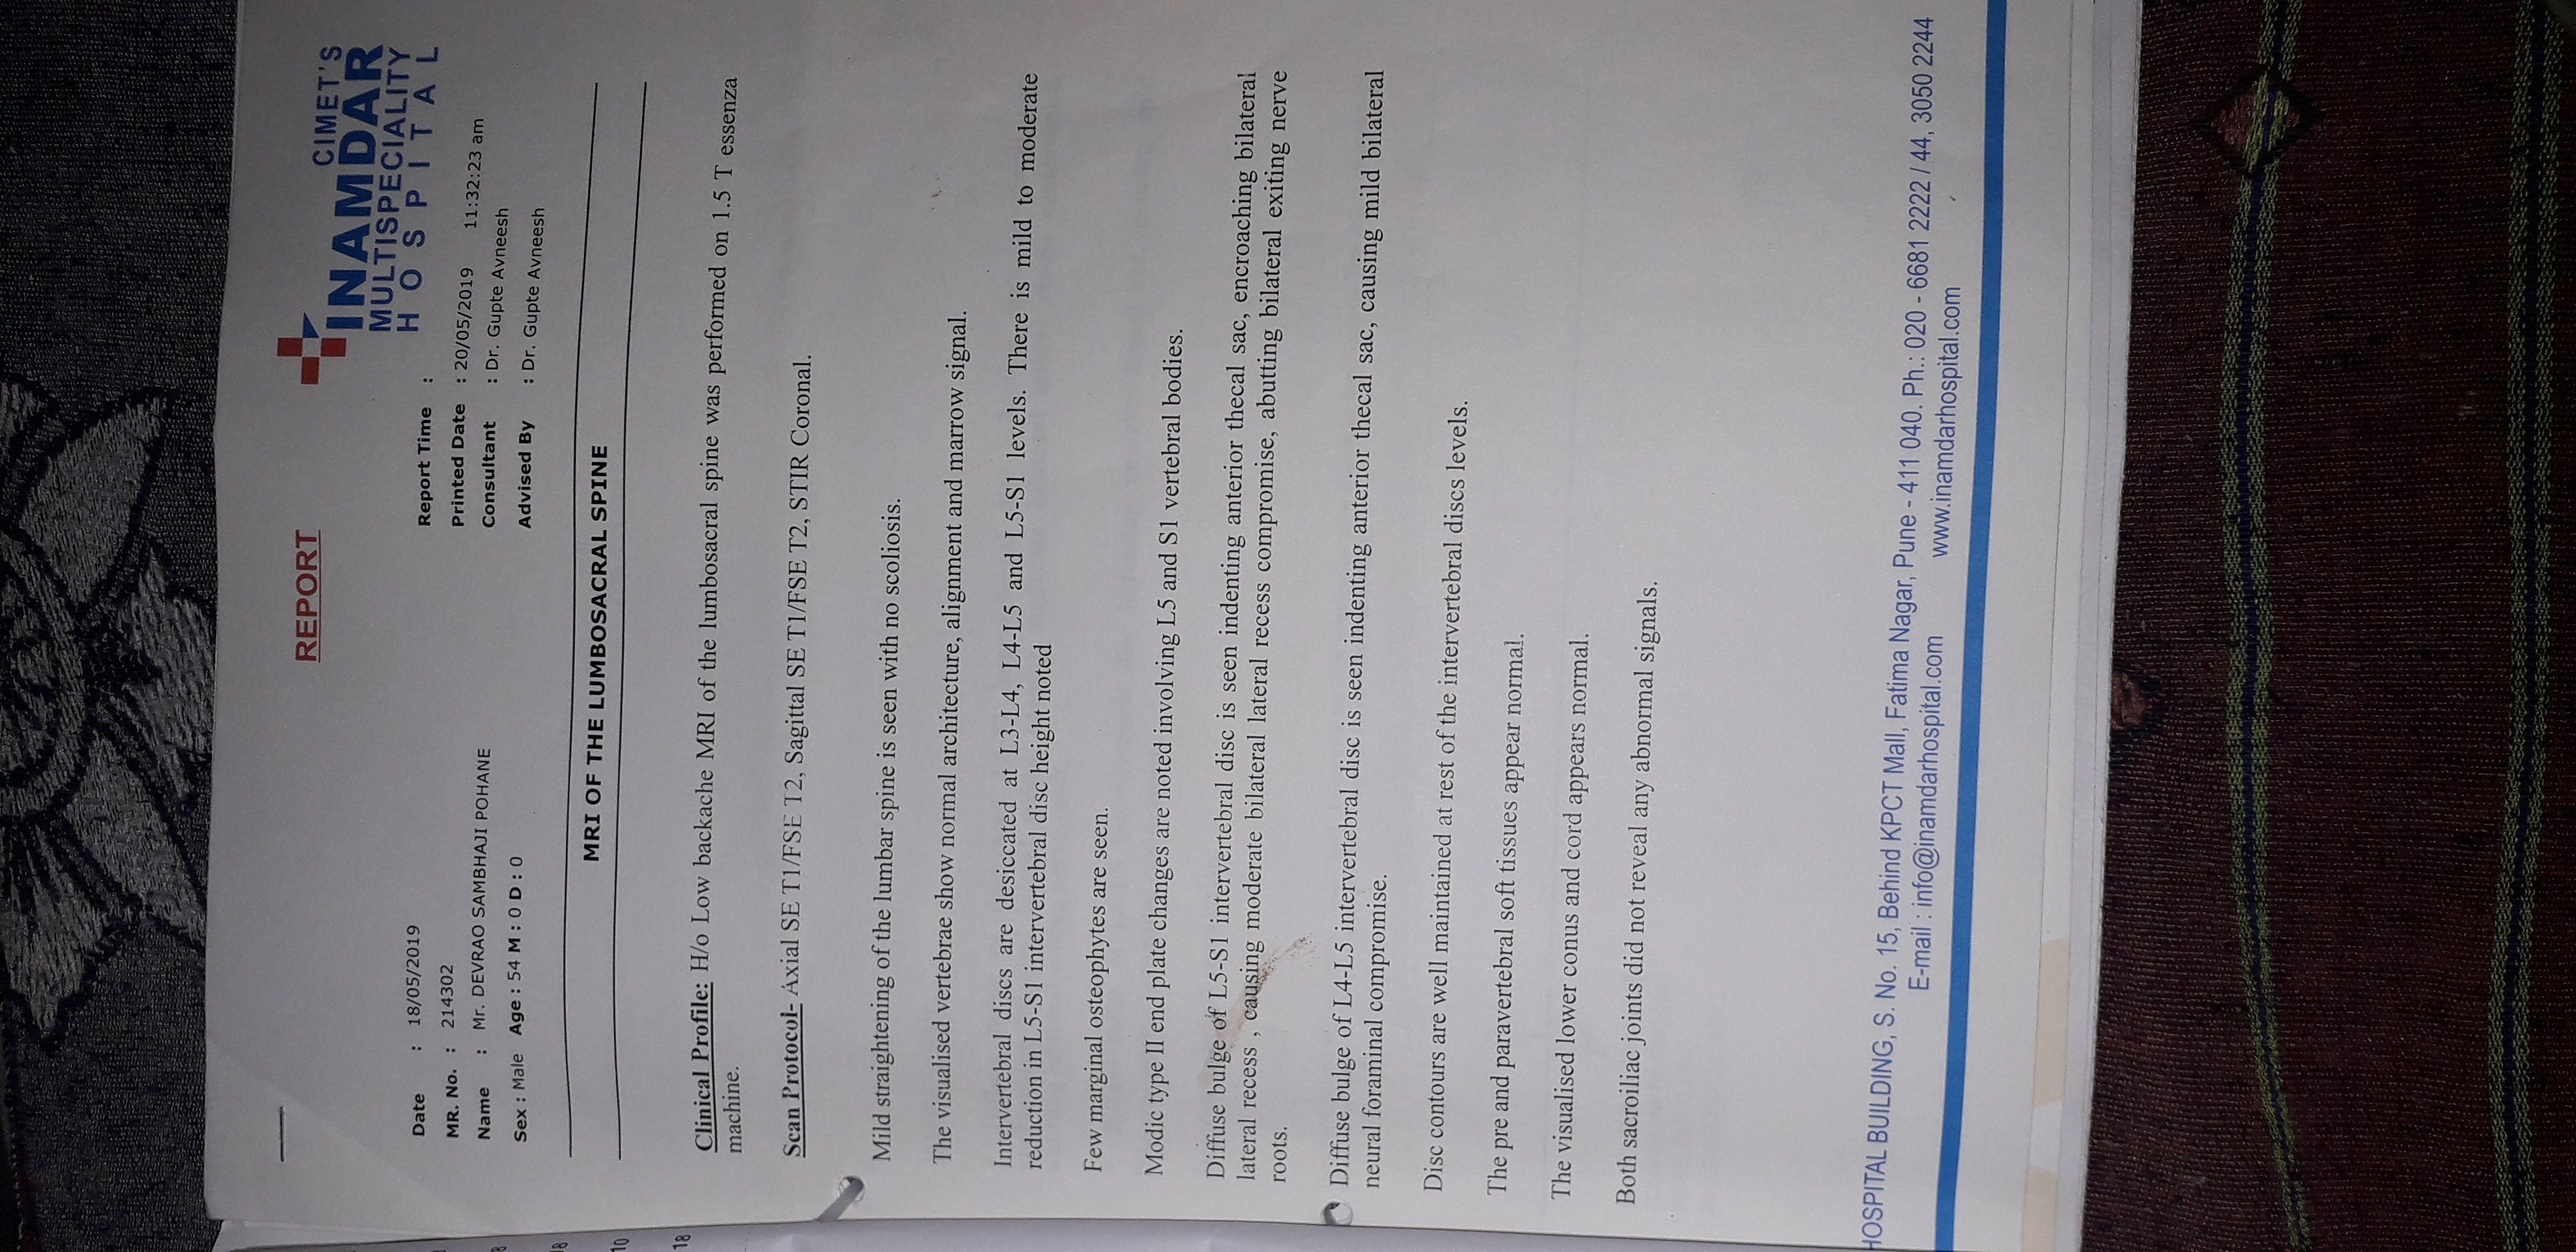 REPORT
CIMET'S
INAMDAR
MULTISPECIALITY
HOSPITAL
Date : 18/05/2019 Report Time :
MR. No. : 214302 Printed Date : 20/05/2019 11:32:23 am
Name : Mr. DEVRAO SAMBHAJI POHANE Consultant : Dr. Gupte Avneesh
Sex : Male Age : 54 M : 0 D : 0 Advised By : Dr. Gupte Avneesh
MRI OF THE LUMBOSACRAL SPINE
Clinical Profile: H/o Low backache MRI of the lumbosacral spine was performed on 1.5 T essenza
machine.
Scan Protocol- Axial SE T1/FSE T2, Sagittal SE T1/FSE T2, STIR Coronal.
Mild straightening of the lumbar spine is seen with no scoliosis.
The visualised vertebrae show normal architecture, alignment and marrow signal.
Intervertebral discs are desiccated at L3-L4, L4-L5 and L5-S1 levels. There is mild to moderate
reduction in L5-S1 intervertebral disc height noted
Few marginal osteophytes are seen.
Modic type II end plate changes are noted involving L5 and S1 vertebral bodies.
Diffuse bulge of L5-S1 intervertebral disc is seen indenting anterior thecal sac, encroaching bilateral
lateral recess , causing moderate bilateral lateral recess compromise, abutting bilateral exiting nerve
roots.
Diffuse bulge of L4-L5 intervertebral disc is seen indenting anterior thecal sac, causing mild bilateral
neural foraminal compromise.
Disc contours are well maintained at rest of the intervertebral discs levels.
The pre and paravertebral soft tissues appear normal.
The visualised lower conus and cord appears normal.
Both sacroiliac joints did not reveal any abnormal signals.
HOSPITAL BUILDING, S. No. 15, Behind KPCT Mall, Fatima Nagar, Pune - 411 040. Ph.: 020 - 6681 2222 / 44, 3050 2244
E-mail : info@inamdarhospital.com www.inamdarhospital.com
18
10